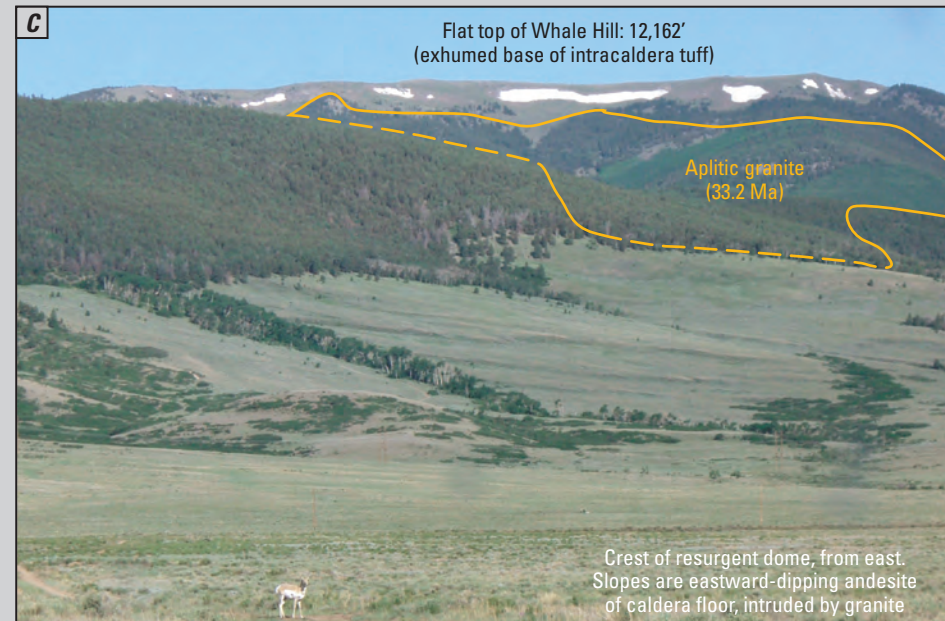 C
Flat top of Whale Hill: 12,162’
(exhumed base of intracaldera tuff)
Aplitic granite
(33.2 Ma)
Crest of resurgent dome, from east.
Slopes are eastward-dipping andesite
of caldera floor, intruded by granite